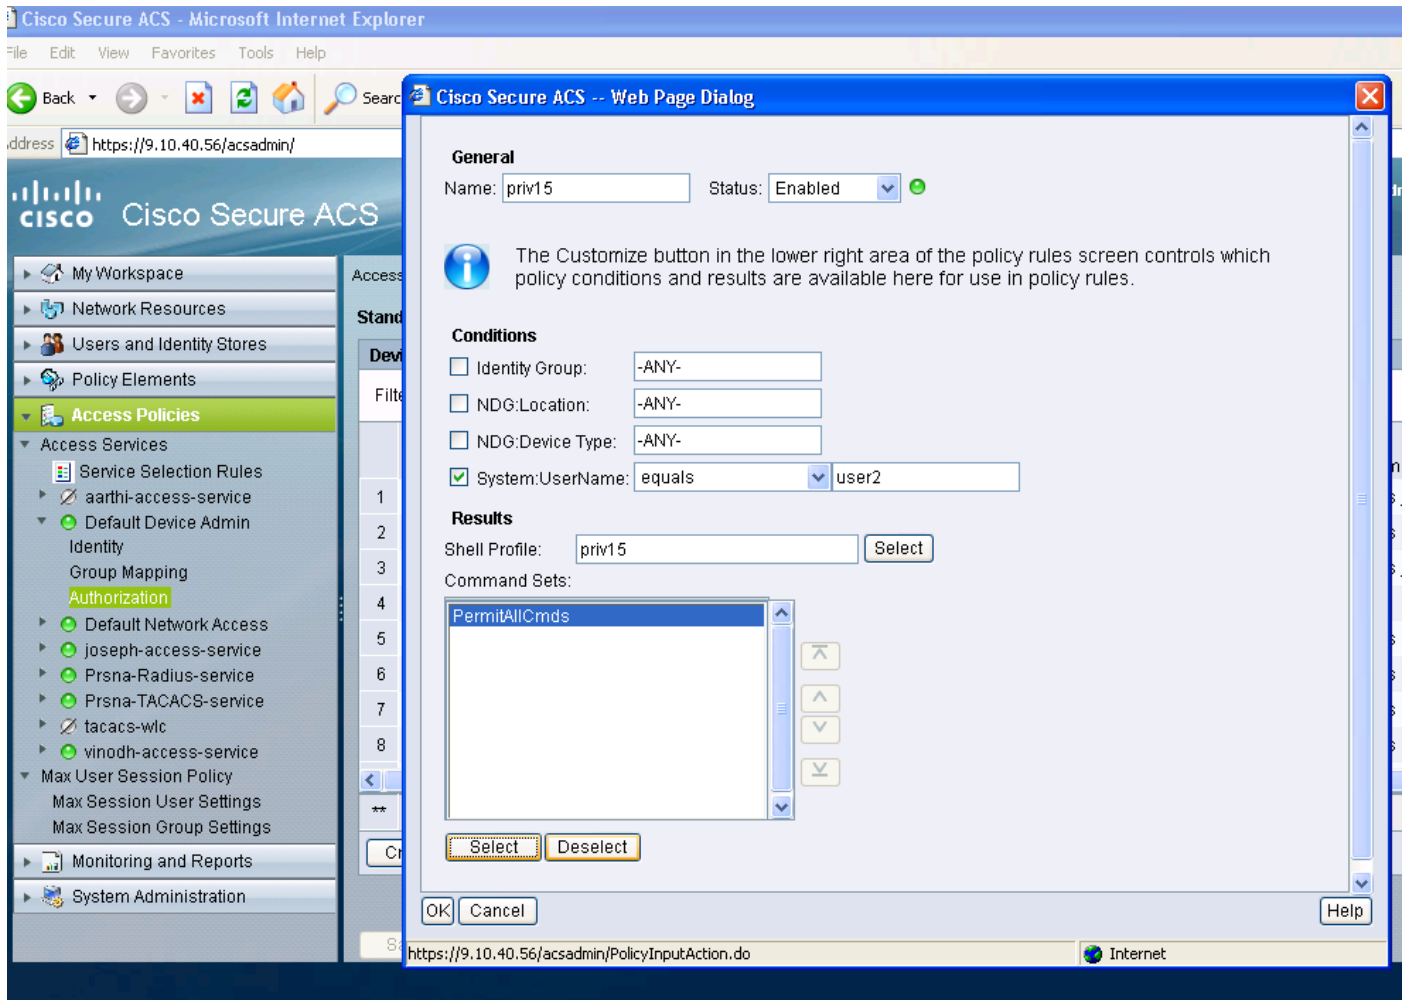 Cisco Secure ACS - Microsoft Internet Explorer
File Edit View Favorites Tools Help
Back
Searc
Address https://9.10.40.56/acsadmin/
CISCO Cisco Secure ACS
My Workspace
Network Resources
Users and Identity Stores
Policy Elements
Access Policies
Access Services
Service Selection Rules
aarthi-access-service
Default Device Admin
Identity
Group Mapping
Authorization
Default Network Access
joseph-access-service
Prsna-Radius-service
Prsna-TACACS-service
tacacs-wlc
vinodh-access-service
Max User Session Policy
Max Session User Settings
Max Session Group Settings
Monitoring and Reports
System Administration
Access
Stand
Devi
Filte
1
2
3
4
5
6
7
8
**
Cr
Cisco Secure ACS -- Web Page Dialog
General
Name: priv15 Status: Enabled
The Customize button in the lower right area of the policy rules screen controls which
policy conditions and results are available here for use in policy rules.
Conditions
Identity Group: -ANY-
NDG:Location: -ANY-
NDG:Device Type: -ANY-
System:UserName: equals user2
Results
Shell Profile: priv15 Select
Command Sets:
PermitAllCmds
Select Deselect
OK Cancel Help
https://9.10.40.56/acsadmin/PolicyInputAction.do Internet